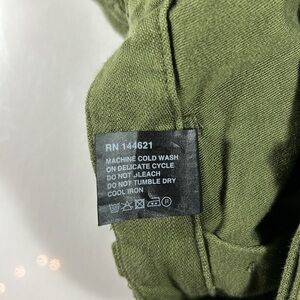 RN 144621
MACHINE COLD WASH
ON DELICATE CYCLE
DO NOT BLEACH
DO NOT TUMBLE DRY
COOL IRON
P